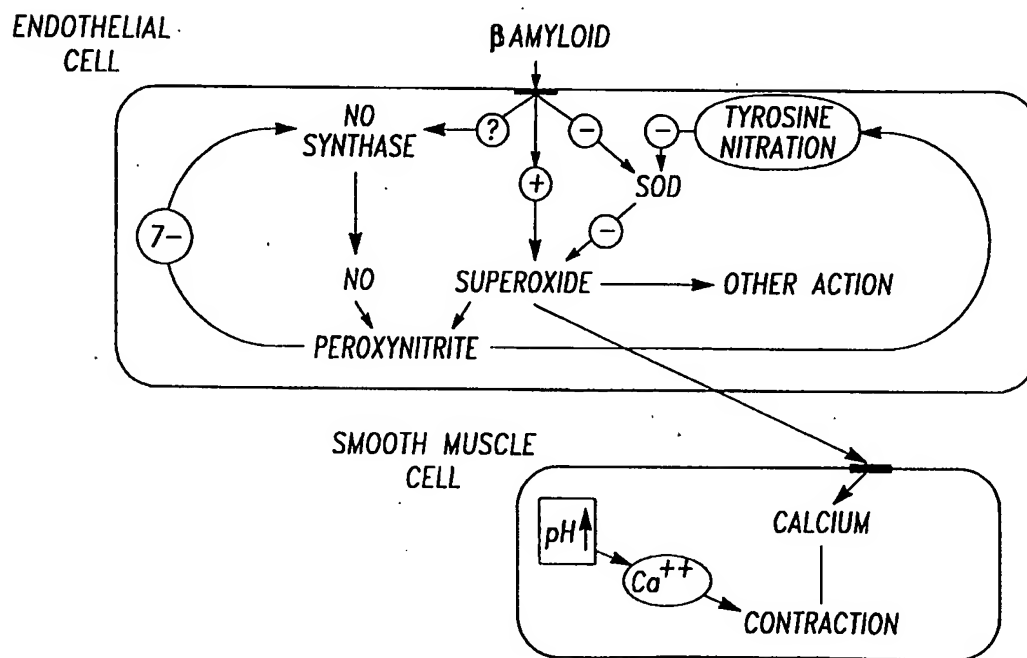 ENDOTHELIAL
CELL
β AMYLOID
NO
SYNTHASE
?
−
−
TYROSINE
NITRATION
+
SOD
−
7−
NO
SUPEROXIDE
OTHER ACTION
PEROXYNITRITE
SMOOTH MUSCLE
CELL
pH
CALCIUM
Ca++
CONTRACTION